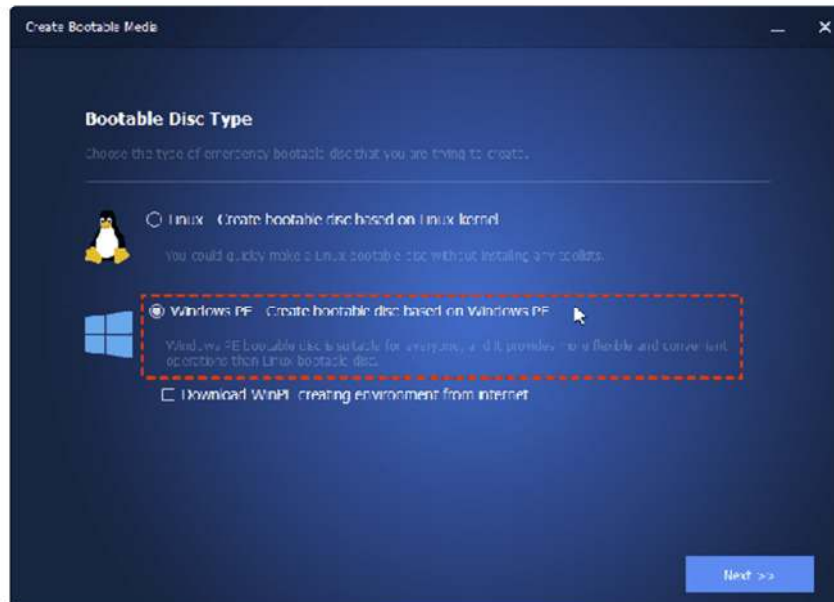 Create Bootable Media
Bootable Disc Type
Choose the type of emergency bootable disc that you are trying to create.
Linux - Create bootable disc based on Linux kernel
You could quickly make a Linux bootable disc without installing any toolkits.
Windows PE - Create bootable disc based on Windows PE
Windows PE bootable disc is suitable for everyone, and it provides more flexible and convenient
operations than Linux bootable disc.
Download WinPE creating environment from internet
Next >>